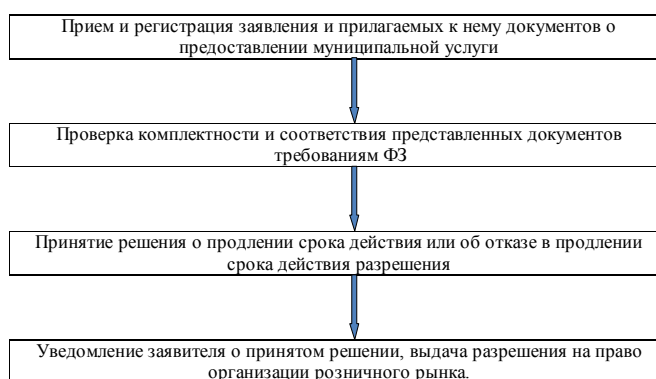 Прием и регистрация заявления и прилагаемых к нему документов о
предоставлении муниципальной услуги
Проверка комплектности и соответствия представленных документов
требованиям ФЗ
Принятие решения о продлении срока действия или об отказе в продлении
срока действия разрешения
Уведомление заявителя о принятом решении, выдача разрешения на право
организации розничного рынка.